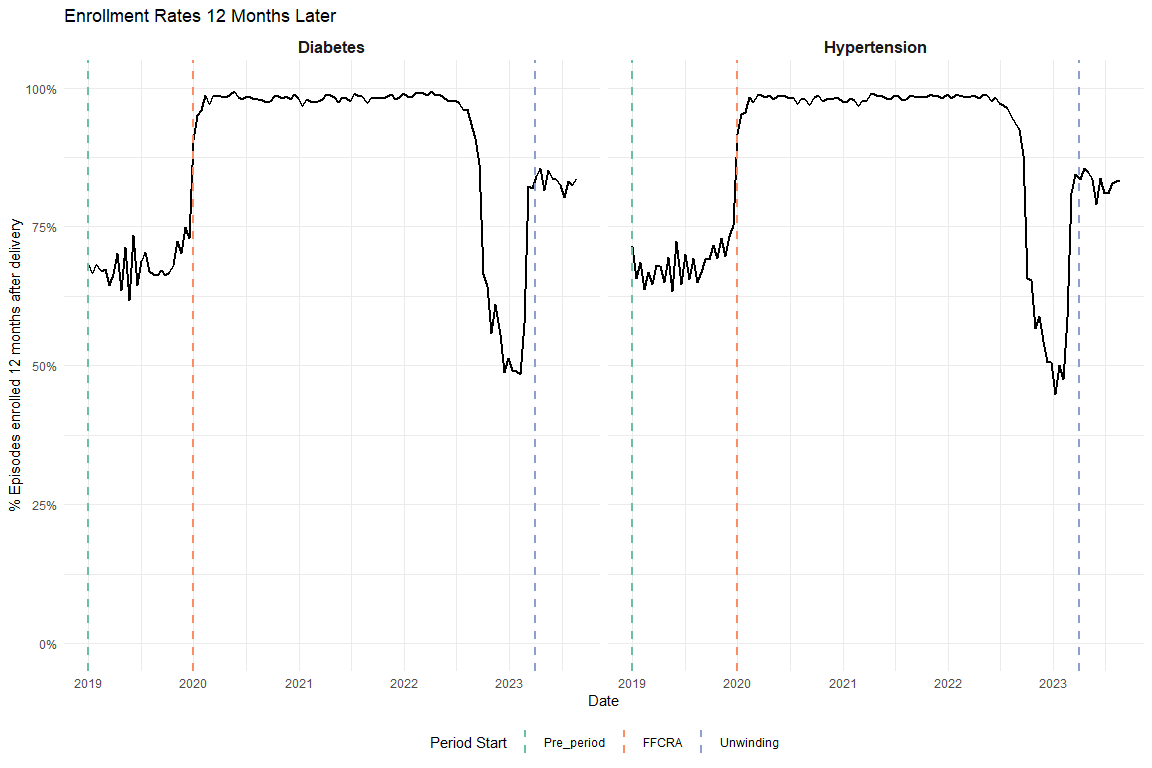 Enrollment Rates 12 Months Later
Diabetes
Hypertension
% Episodes enrolled 12 months after delivery
100%
75%
50%
25%
0%
2019 2020 2021 2022 2023
2019 2020 2021 2022 2023
Date
Period Start Pre_period FFCRA Unwinding